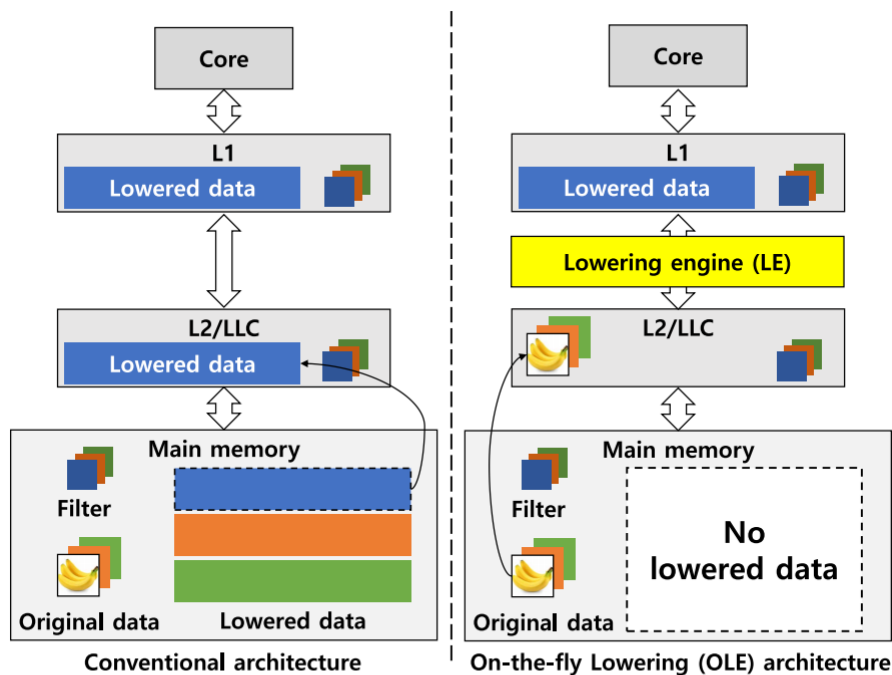 Core
L1
Lowered data
L2/LLC
Lowered data
Main memory
Filter
Original data
Lowered data
Conventional architecture
Core
L1
Lowered data
Lowering engine (LE)
L2/LLC
Main memory
Filter
No
lowered data
Original data
On-the-fly Lowering (OLE) architecture